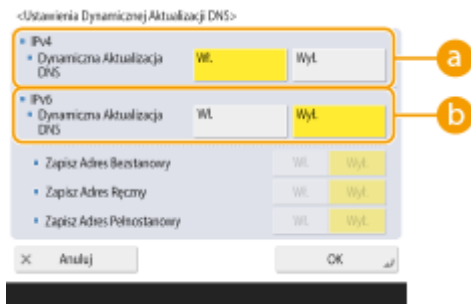 <Ustawienia Dynamicznej Aktualizacji DNS>
IPv4
Dynamiczna Aktualizacja DNS
Wł.
Wył.
a
IPv6
Dynamiczna Aktualizacja DNS
Wł.
Wył.
b
Zapisz Adres Bezstanowy
Wł.
Wył.
Zapisz Adres Ręczny
Wł.
Wył.
Zapisz Adres Pełnostanowy
Wł.
Wył.
× Anuluj
OK